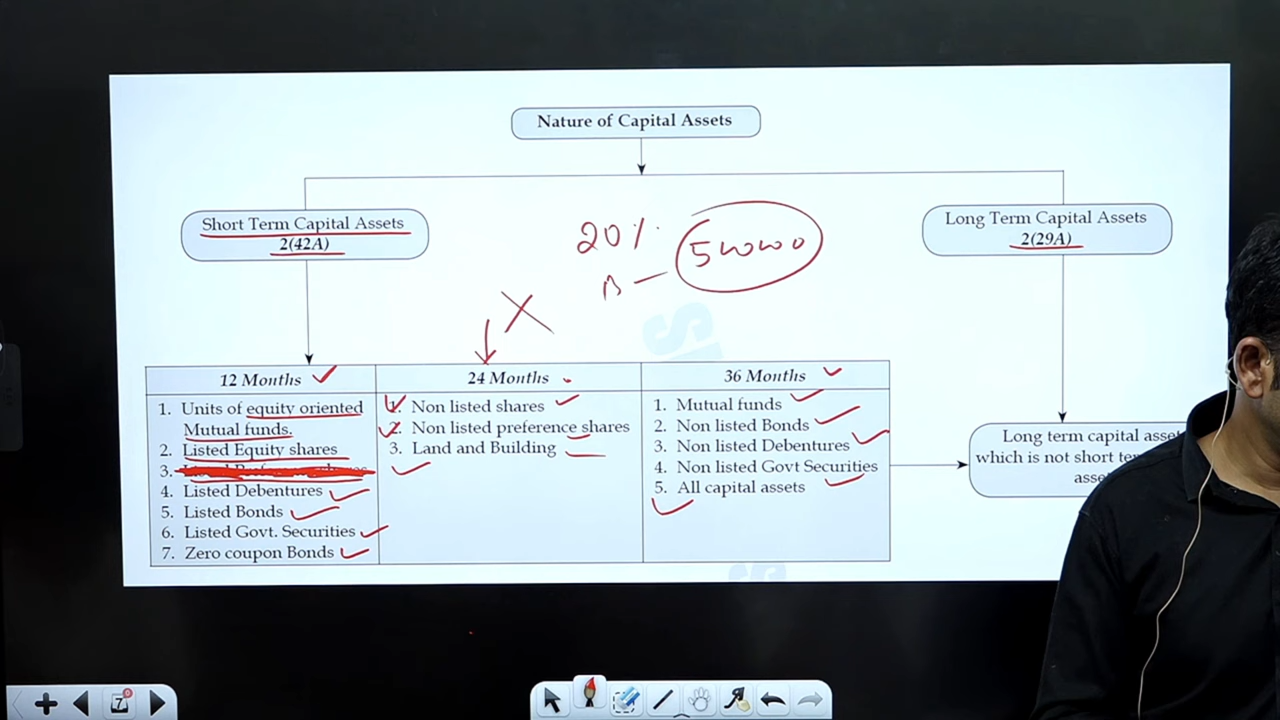 Nature of Capital Assets
Short Term Capital Assets
2(42A)
20%
Long Term Capital Assets
2(29A)
12 Months
24 Months
36 Months
1. Units of equity oriented
Mutual funds.
2. Listed Equity shares
3.
4. Listed Debentures
5. Listed Bonds
6. Listed Govt. Securities
7. Zero coupon Bonds
1. Non listed shares
2. Non listed preference shares
3. Land and Building
1. Mutual funds
2. Non listed Bonds
3. Non listed Debentures
4. Non listed Govt Securities
5. All capital assets
Long term capital
which is not short
7